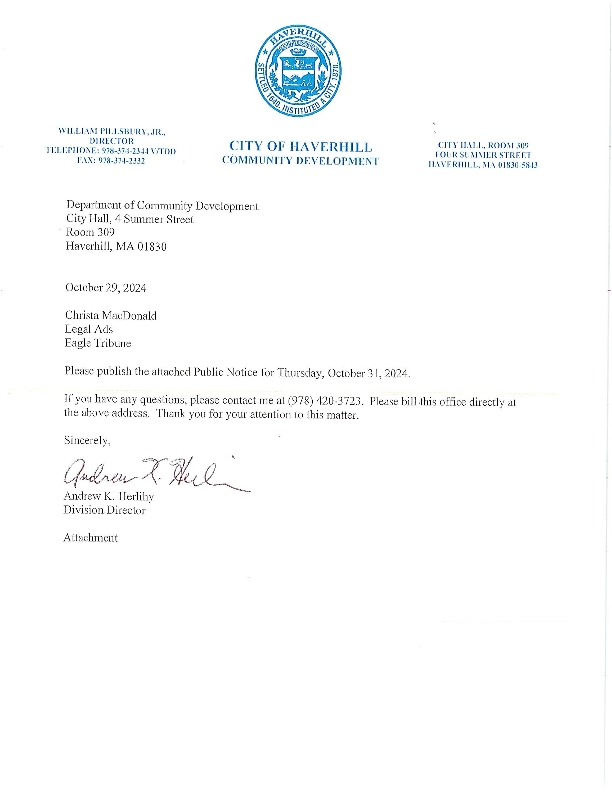 HAVERHILL
SETTLED 1640. INSTITUTED A CITY 1870.
WILLIAM PILLSBURY, JR.,
DIRECTOR
TELEPHONE: 978-374-2344 V/TDD
FAX: 978-374-2332
CITY OF HAVERHILL
COMMUNITY DEVELOPMENT
CITY HALL, ROOM 309
FOUR SUMMER STREET
HAVERHILL, MA 01830-5843
Department of Community Development
City Hall, 4 Summer Street
Room 309
Haverhill, MA 01830
October 29, 2024
Christa MacDonald
Legal Ads
Eagle Tribune
Please publish the attached Public Notice for Thursday, October 31, 2024.
If you have any questions, please contact me at (978) 420-3723. Please bill this office directly at
the above address. Thank you for your attention to this matter.
Sincerely,
Andrew K. Herlihy
Division Director
Attachment